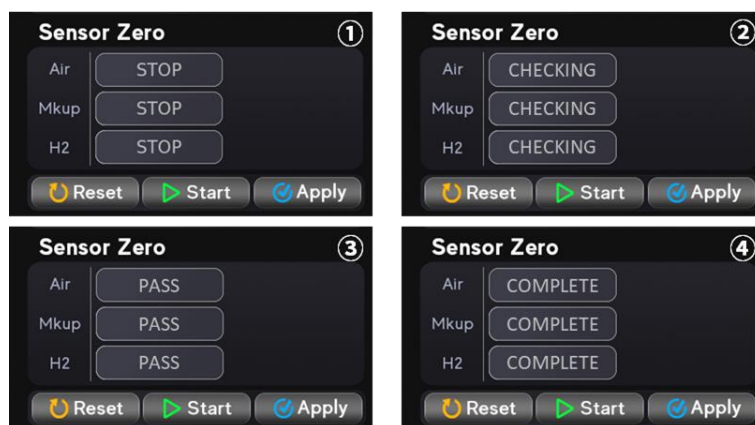 Sensor Zero ①
Air STOP
Mkup STOP
H2 STOP
Reset Start Apply
Sensor Zero ②
Air CHECKING
Mkup CHECKING
H2 CHECKING
Reset Start Apply
Sensor Zero ③
Air PASS
Mkup PASS
H2 PASS
Reset Start Apply
Sensor Zero ④
Air COMPLETE
Mkup COMPLETE
H2 COMPLETE
Reset Start Apply